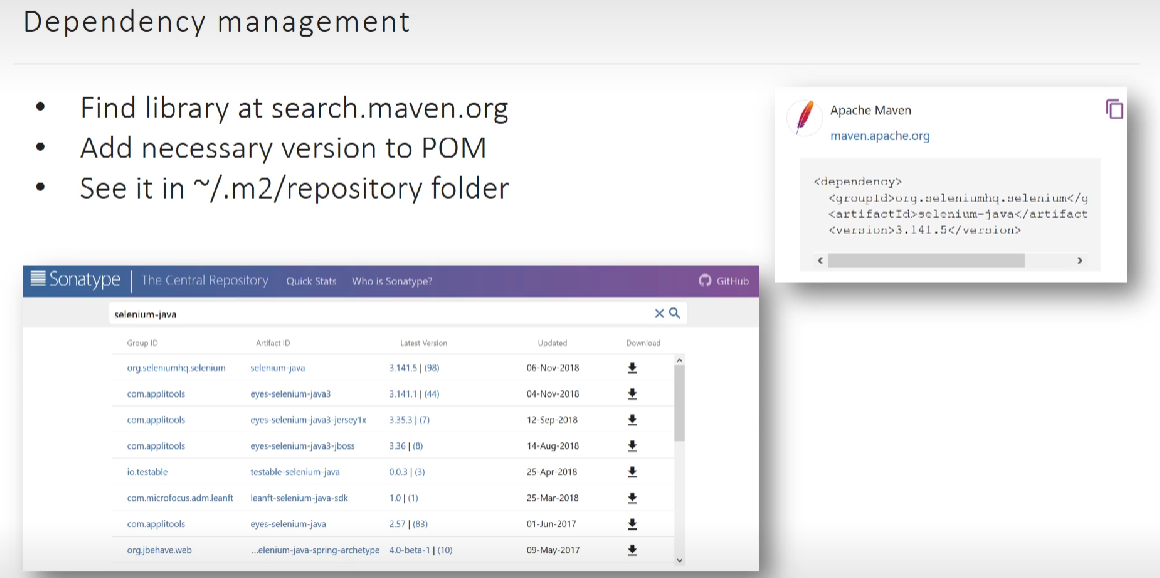 Dependency management
• Find library at search.maven.org
• Add necessary version to POM
• See it in ~/.m2/repository folder
Apache Maven
maven.apache.org
<dependency>
<groupId>org.seleniumhq.selenium</g
<artifactId>selenium-java</artifact
<version>3.141.5</version>
Sonatype The Central Repository Quick Stats Who is Sonatype? GitHub
selenium-java
Group ID Artifact ID Latest Version Updated Download
org.seleniumhq.selenium selenium-java 3.141.5 | (98) 06-Nov-2018
com.applitools eyes-selenium-java3 3.141.1 | (44) 04-Nov-2018
com.applitools eyes-selenium-java3-jersey1x 3.35.3 | (7) 12-Sep-2018
com.applitools eyes-selenium-java3-jboss 3.36 | (8) 14-Aug-2018
io.testable testable-selenium-java 0.0.3 | (3) 25-Apr-2018
com.microfocus.adm.leanft leanft-selenium-java-sdk 1.0 | (1) 25-Mar-2018
com.applitools eyes-selenium-java 2.57 | (83) 01-Jun-2017
org.jbehave.web ...elenium-java-spring-archetype 4.0-beta-1 | (10) 09-May-2017